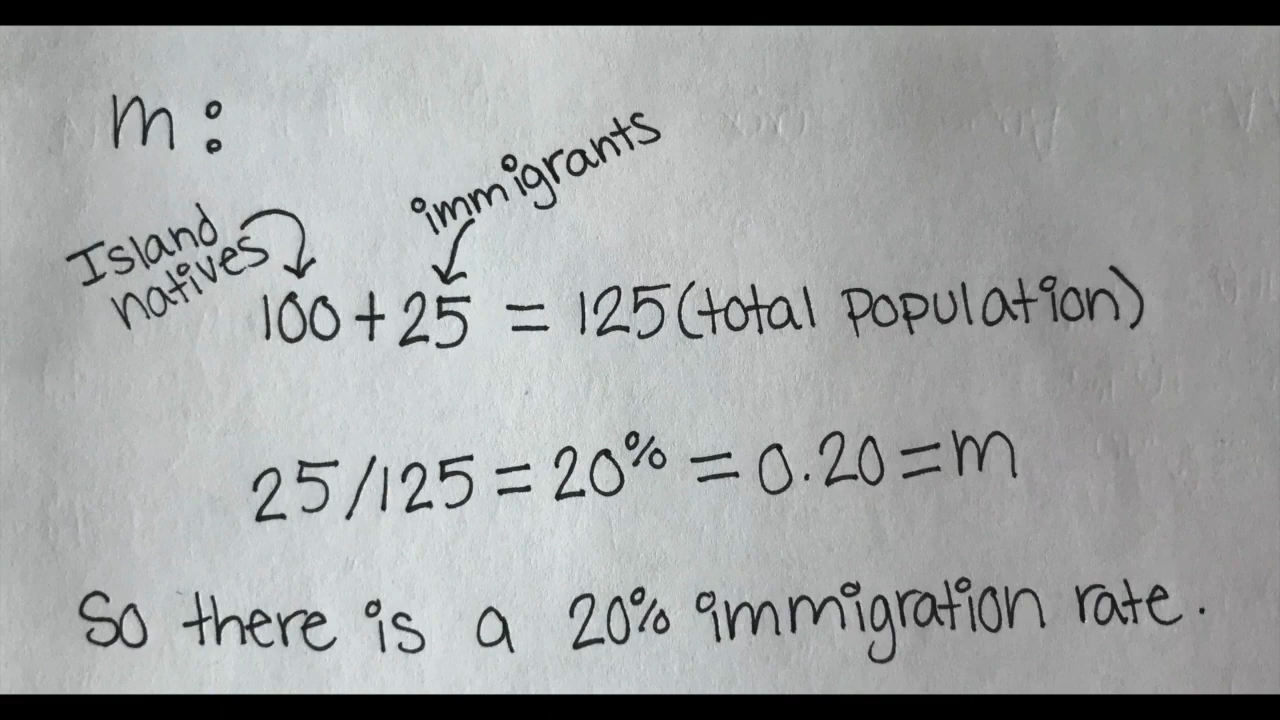 m:
immigrants
Island
natives
100 + 25 = 125 (total population)
25/125 = 20% = 0.20 = m
So there is a 20% immigration rate.